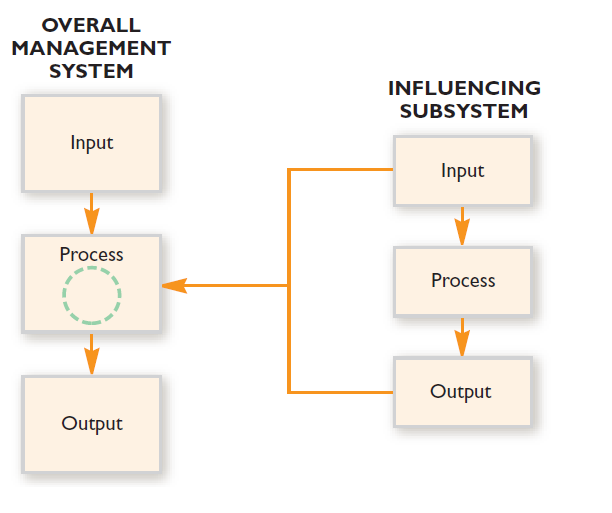 OVERALL
MANAGEMENT
SYSTEM
Input
Process
Output
INFLUENCING
SUBSYSTEM
Input
Process
Output